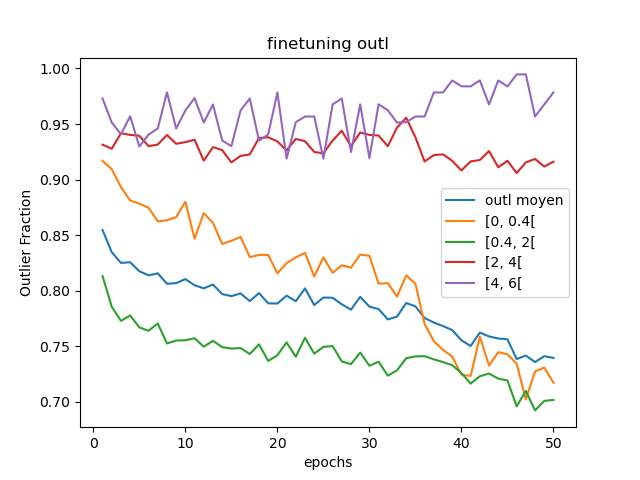 finetuning outl
1.00
0.95
0.90
0.85
0.80
0.75
0.70
Outlier Fraction
outl moyen
[0, 0.4[
[0.4, 2[
[2, 4[
[4, 6[
0 10 20 30 40 50
epochs